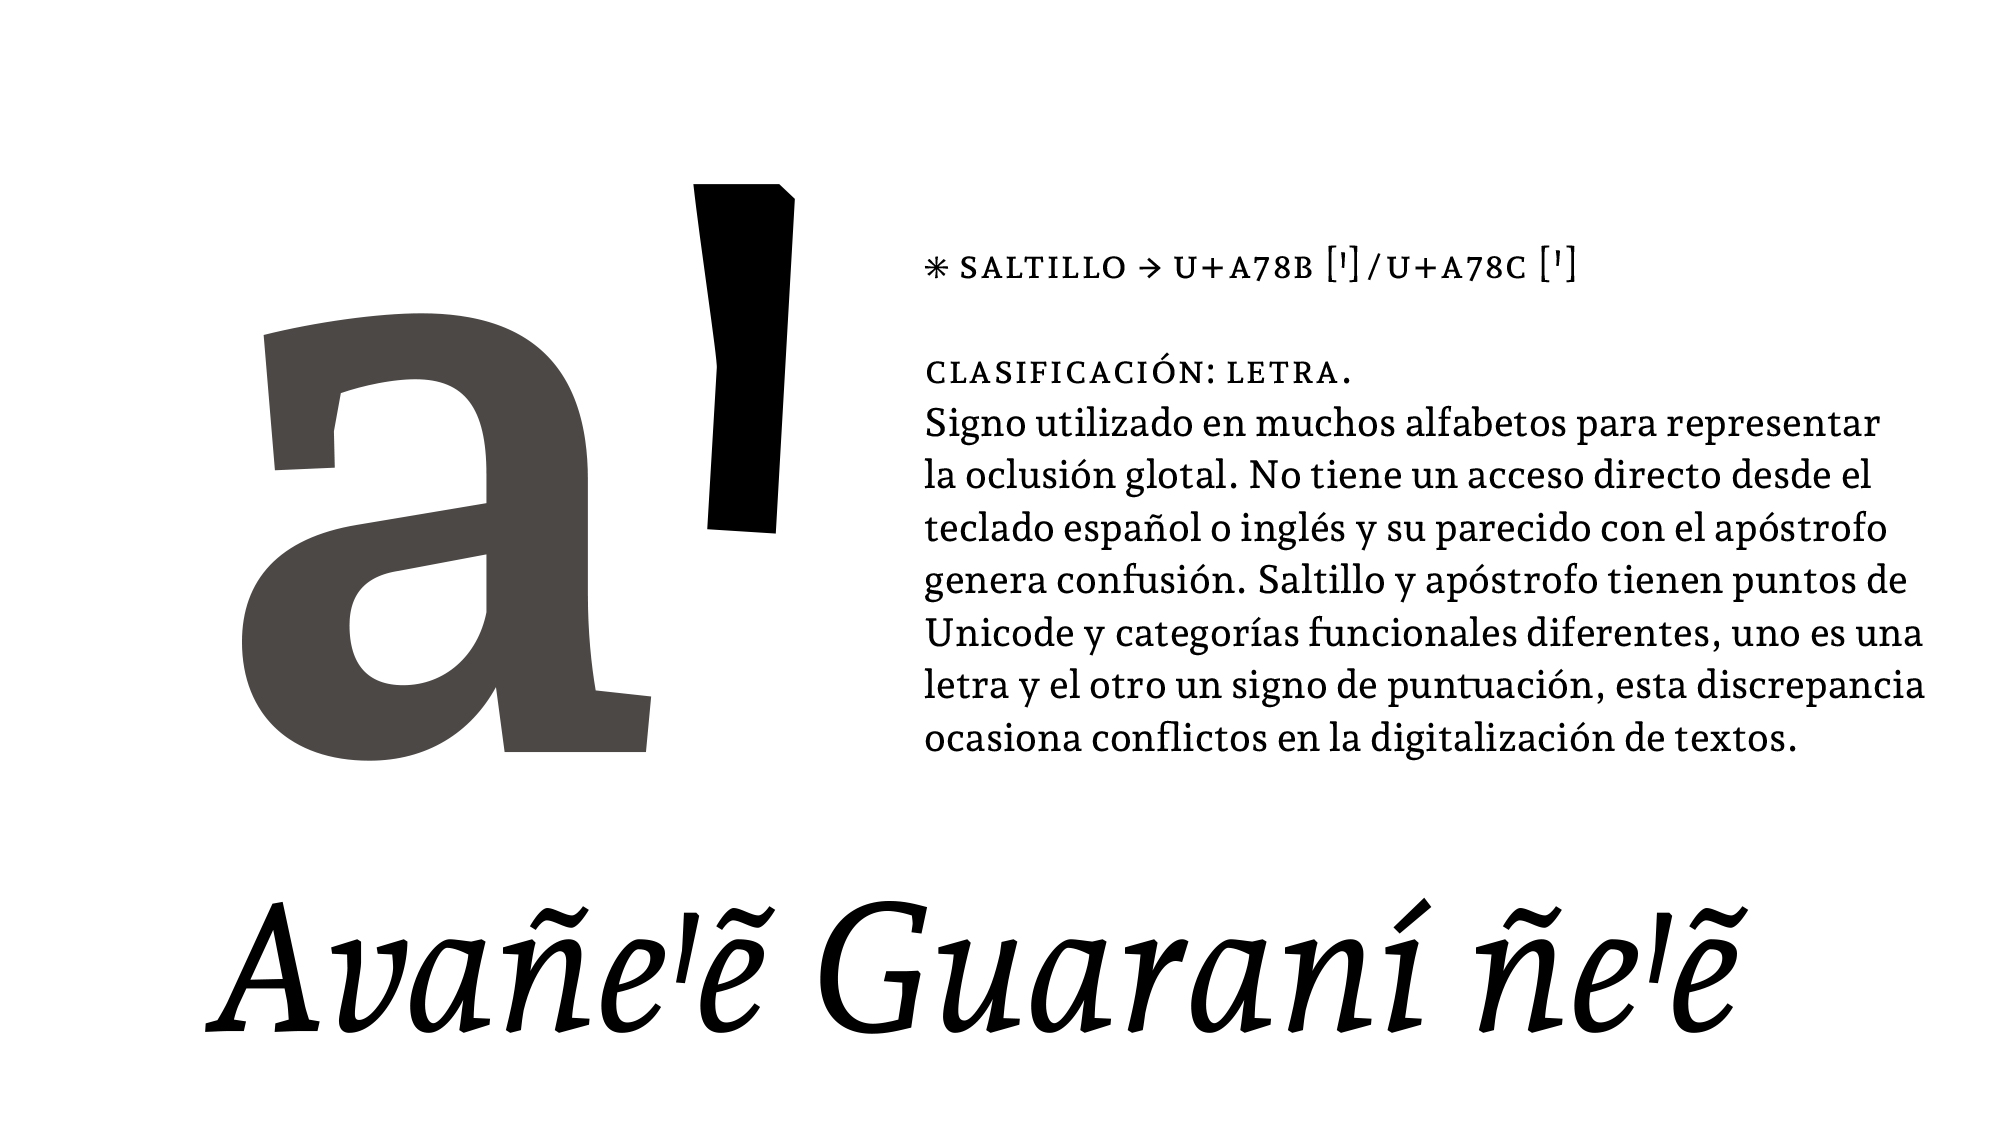 aꞌ
✳ SALTILLO → U+A78B [Ꞌ] / U+A78C [ꞌ]
CLASIFICACIÓN: LETRA.
Signo utilizado en muchos alfabetos para representar
la oclusión glotal. No tiene un acceso directo desde el
teclado español o inglés y su parecido con el apóstrofo
genera confusión. Saltillo y apóstrofo tienen puntos de
Unicode y categorías funcionales diferentes, uno es una
letra y el otro un signo de puntuación, esta discrepancia
ocasiona conflictos en la digitalización de textos.
Avañeꞌẽ Guaraní ñeꞌẽ